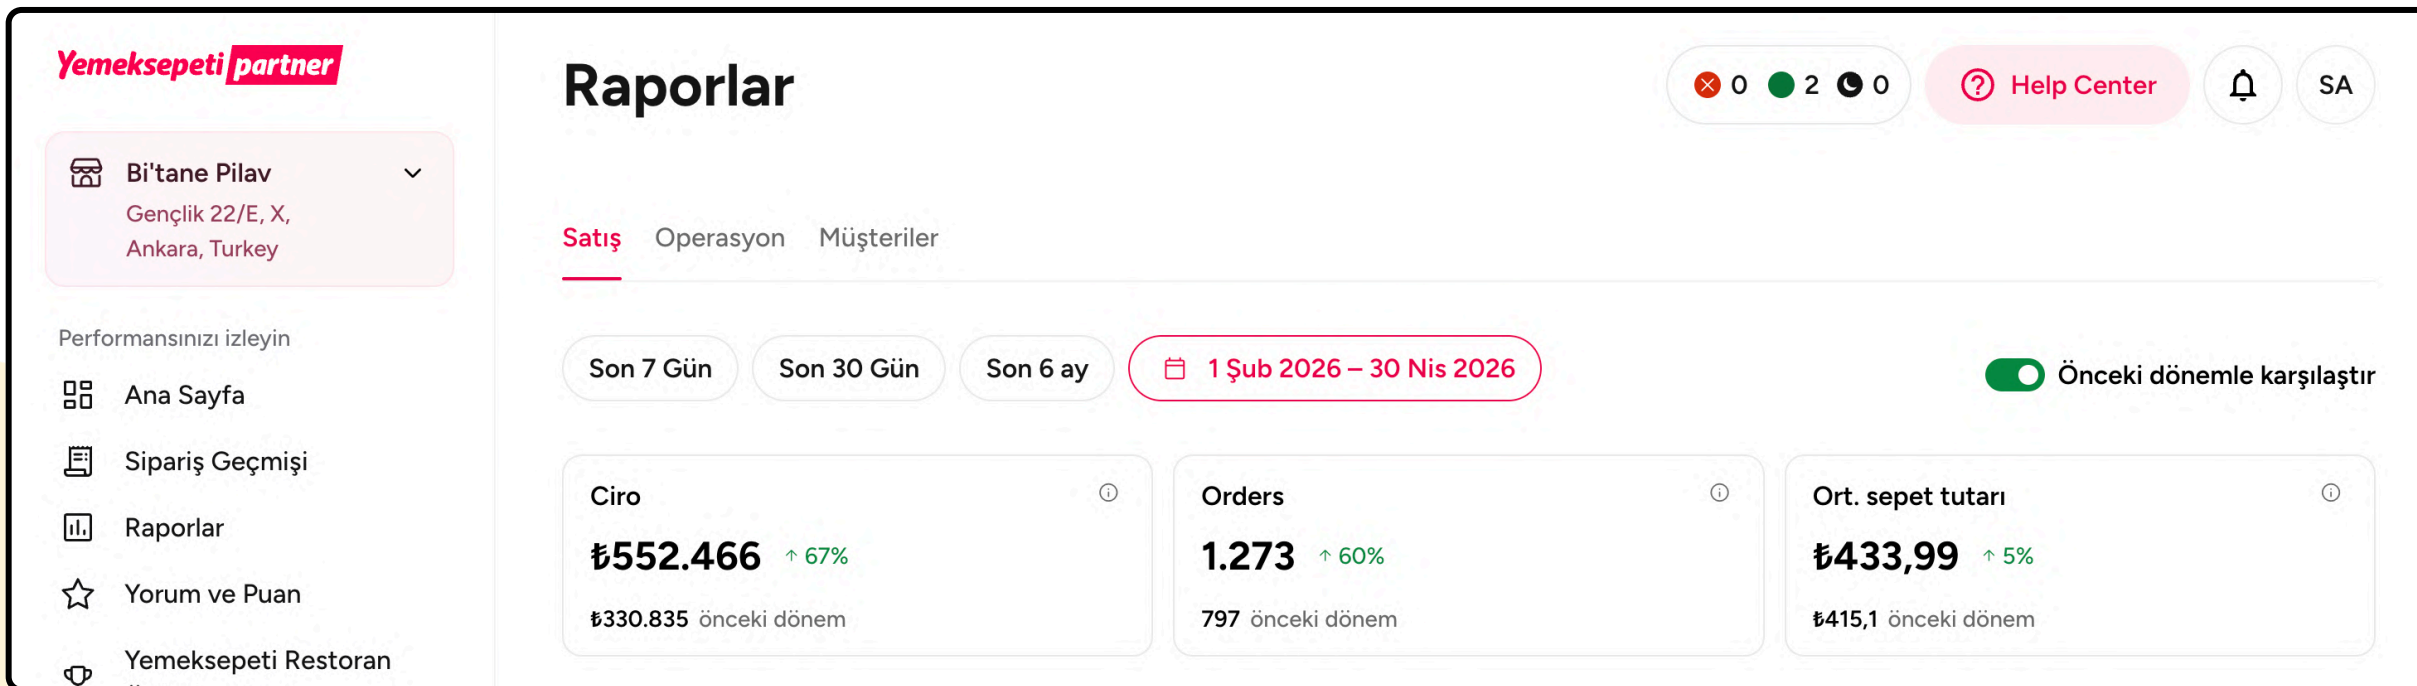 Yemeksepeti partner
Bi'tane Pilav
Gençlik 22/E, X,
Ankara, Turkey
Performansınızı izleyin
Ana Sayfa
Sipariş Geçmişi
Raporlar
Yorum ve Puan
Yemeksepeti Restoran
Raporlar
0 2 0
Help Center
SA
Satış Operasyon Müşteriler
Son 7 Gün Son 30 Gün Son 6 ay 1 Şub 2026 – 30 Nis 2026
Önceki dönemle karşılaştır
Ciro
₺552.466 ↑ 67%
₺330.835 önceki dönem
Orders
1.273 ↑ 60%
797 önceki dönem
Ort. sepet tutarı
₺433,99 ↑ 5%
₺415,1 önceki dönem